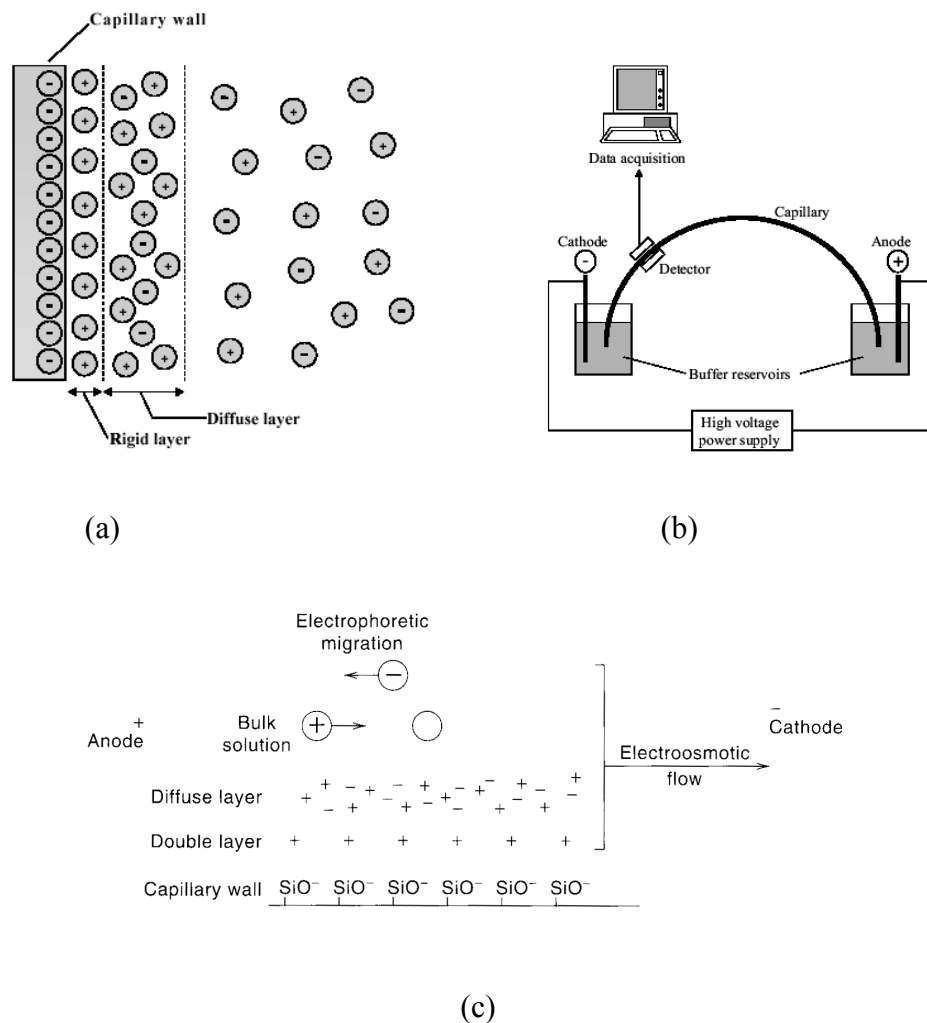 Capillary wall
Diffuse layer
Rigid layer
(a)
Data acquisition
Capillary
Cathode
-
Detector
Anode
+
Buffer reservoirs
High voltage
power supply
(b)
Electrophoretic
migration
−
+
Anode
Bulk
solution
+
−
Cathode
Electroosmotic
flow
Diffuse layer
+ + − + − + − + + − + − + − + − + − + − + − + −
Double layer + + + + + +
Capillary wall SiO⁻ SiO⁻ SiO⁻ SiO⁻ SiO⁻ SiO⁻
(c)